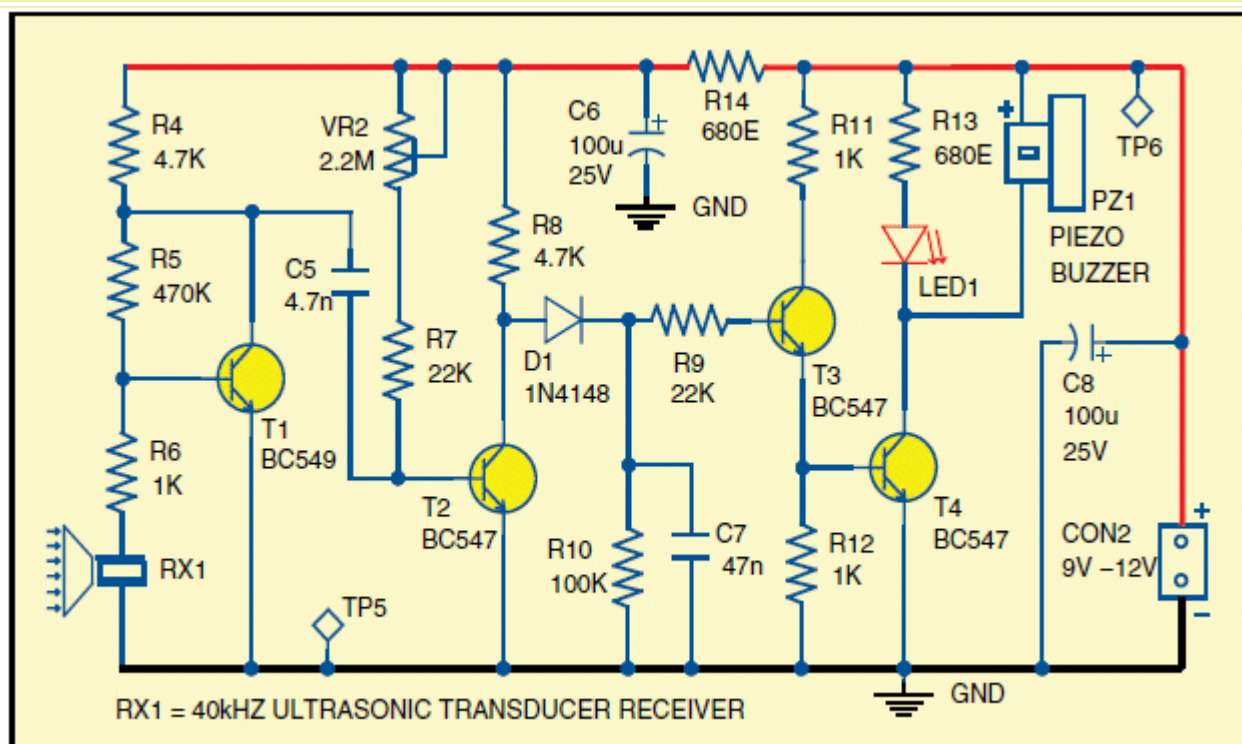 R4
4.7K
VR2
2.2M
C6
100u
25V
+
GND
R14
680E
R11
1K
R13
680E
+
TP6
PZ1
PIEZO
BUZZER
R5
470K
C5
4.7n
R8
4.7K
LED1
R7
22K
D1
1N4148
R9
22K
T3
BC547
C8
100u
25V
+
T1
BC549
R6
1K
T2
BC547
T4
BC547
R10
100K
C7
47n
R12
1K
CON2
9V –12V
+
–
RX1
TP5
GND
RX1 = 40kHZ ULTRASONIC TRANSDUCER RECEIVER